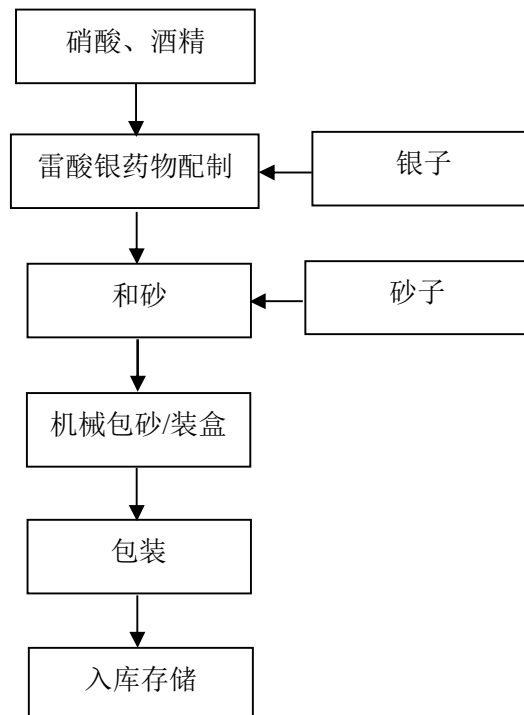 硝酸、酒精
雷酸银药物配制
银子
和砂
砂子
机械包砂/装盒
包装
入库存储